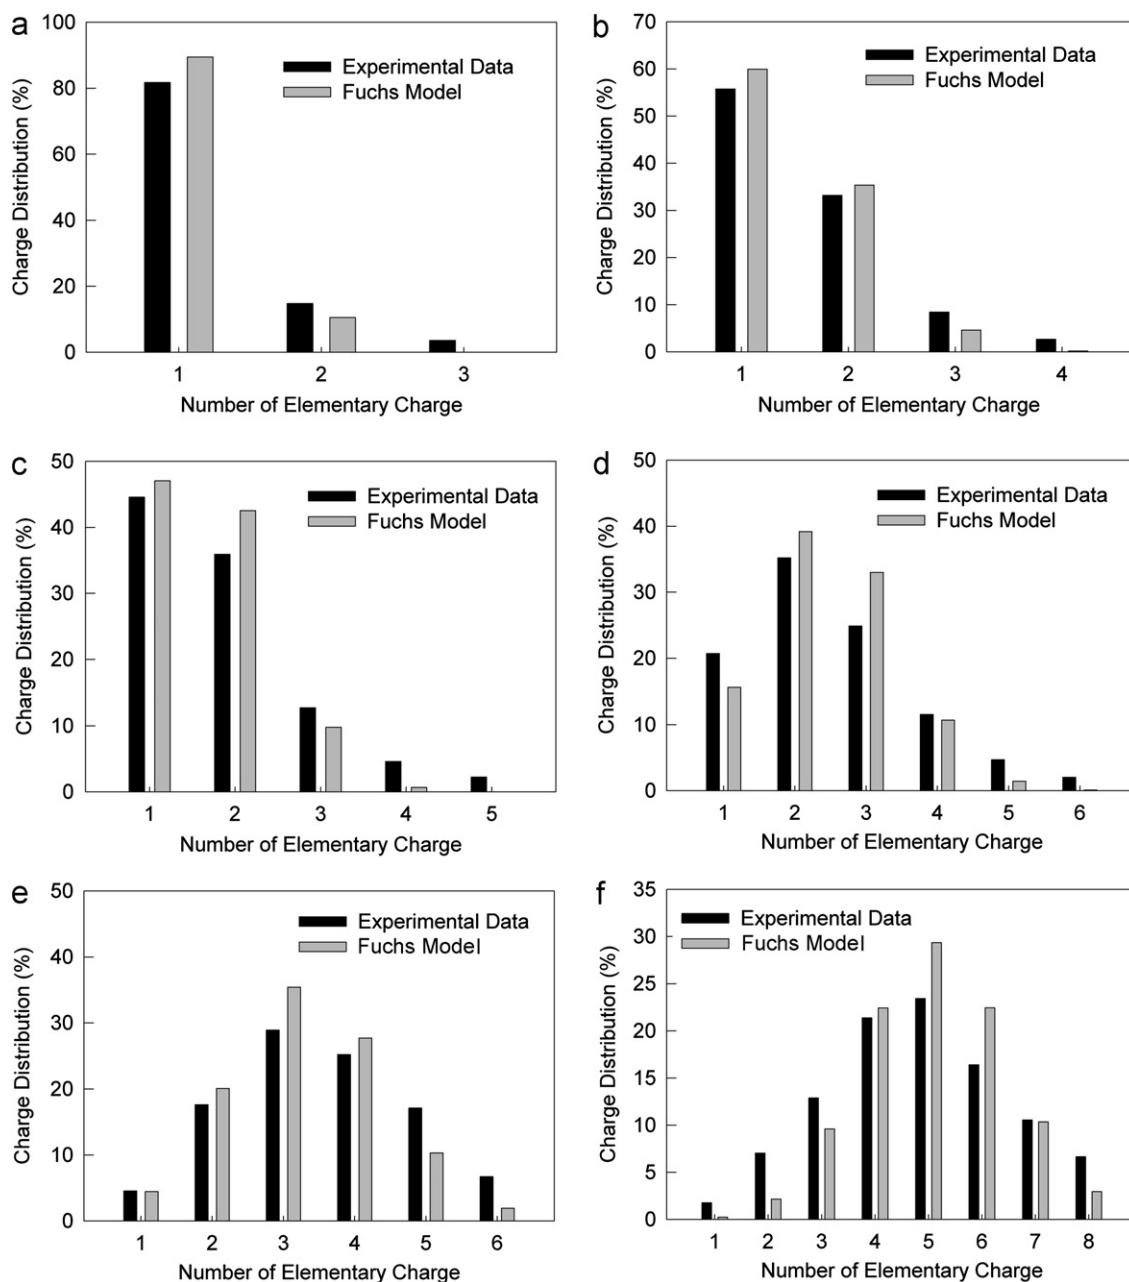 a
100
80
60
40
20
0
Charge Distribution (%)
Experimental Data
Fuchs Model
1 2 3
Number of Elementary Charge
b
70
60
50
40
30
20
10
0
Charge Distribution (%)
Experimental Data
Fuchs Model
1 2 3 4
Number of Elementary Charge
c
50
40
30
20
10
0
Charge Distribution (%)
Experimental Data
Fuchs Model
1 2 3 4 5
Number of Elementary Charge
d
50
40
30
20
10
0
Charge Distribution (%)
Experimental Data
Fuchs Model
1 2 3 4 5 6
Number of Elementary Charge
e
50
40
30
20
10
0
Charge Distribution (%)
Experimental Data
Fuchs Model
1 2 3 4 5 6
Number of Elementary Charge
f
35
30
25
20
15
10
5
0
Charge Distribution (%)
Experimental Data
Fuchs Model
1 2 3 4 5 6 7 8
Number of Elementary Charge